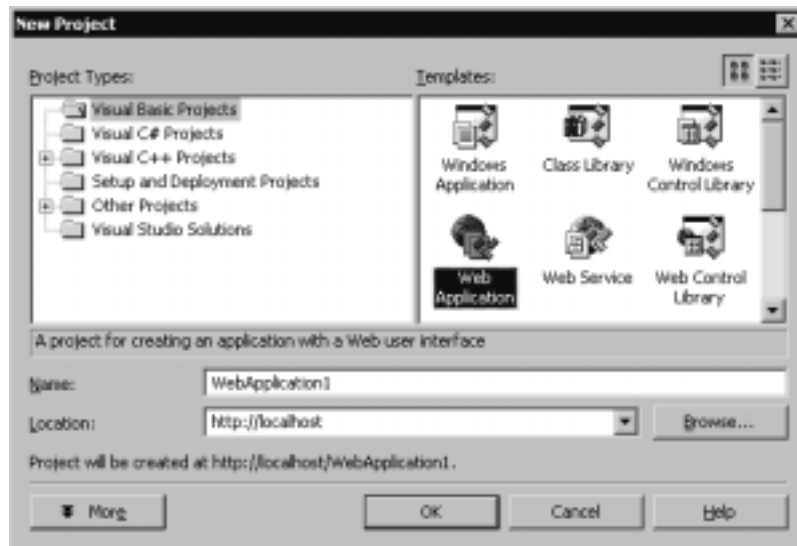 New Project
Project Types:
Templates:
Visual Basic Projects
Visual C# Projects
Visual C++ Projects
Setup and Deployment Projects
Other Projects
Visual Studio Solutions
Windows
Application
Class Library
Windows
Control Library
Web
Application
Web Service
Web Control
Library
A project for creating an application with a Web user interface
Name:
WebApplication1
Location:
http://localhost
Browse...
Project will be created at http://localhost/WebApplication1.
More
OK
Cancel
Help